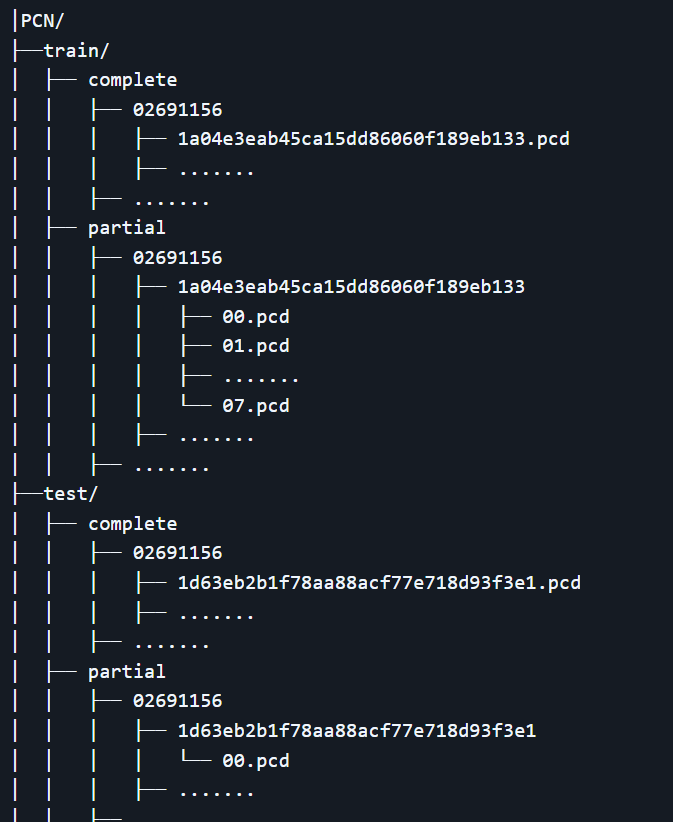 │PCN/
├──train/
│  ├── complete
│  │   ├── 02691156
│  │   │   ├── 1a04e3eab45ca15dd86060f189eb133.pcd
│  │   │   ├── .......
│  │   ├── .......
│  ├── partial
│  │   ├── 02691156
│  │   │   ├── 1a04e3eab45ca15dd86060f189eb133
│  │   │   │   ├── 00.pcd
│  │   │   │   ├── 01.pcd
│  │   │   │   ├── .......
│  │   │   │   └── 07.pcd
│  │   │   ├── .......
│  │   ├── .......
├──test/
│  ├── complete
│  │   ├── 02691156
│  │   │   ├── 1d63eb2b1f78aa88acf77e718d93f3e1.pcd
│  │   │   ├── .......
│  │   ├── .......
│  ├── partial
│  │   ├── 02691156
│  │   │   ├── 1d63eb2b1f78aa88acf77e718d93f3e1
│  │   │   │   └── 00.pcd
│  │   │   ├── .......
│  │   ├──